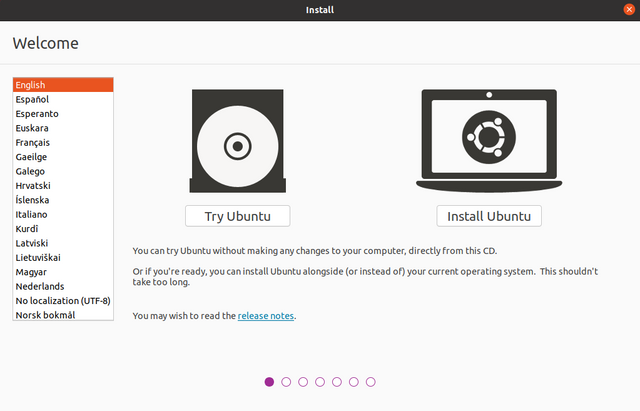 Install
Welcome
English
Español
Esperanto
Euskara
Français
Gaeilge
Galego
Hrvatski
Íslenska
Italiano
Kurdî
Latviski
Lietuviškai
Magyar
Nederlands
No localization (UTF-8)
Norsk bokmål
Try Ubuntu
Install Ubuntu
You can try Ubuntu without making any changes to your computer, directly from this CD.
Or if you're ready, you can install Ubuntu alongside (or instead of) your current operating system. This shouldn't
take too long.
You may wish to read the release notes.